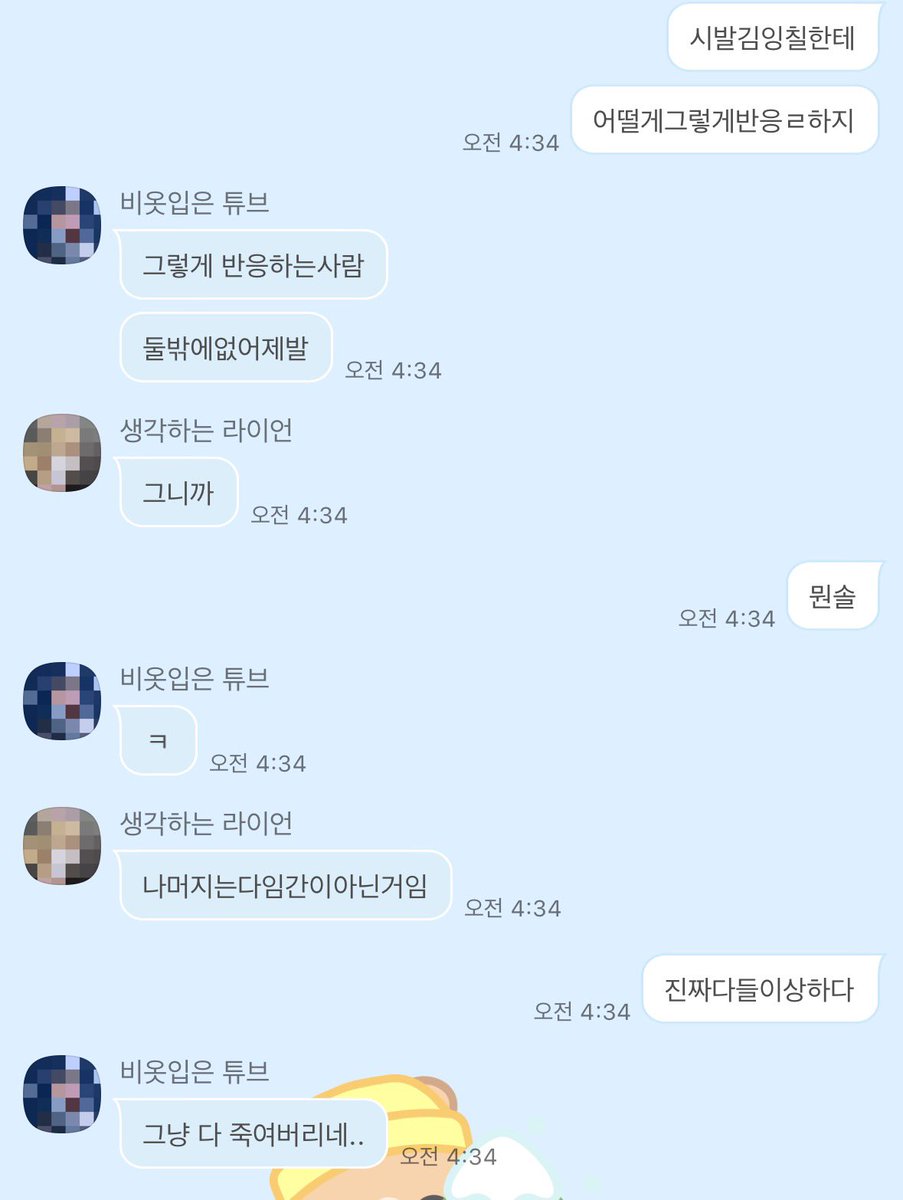 시발김잉칠한테
어떨게그렇게반응ㄹ하지
오전 4:34
비옷입은 튜브
그렇게 반응하는사람
둘밖에없어제발
오전 4:34
생각하는 라이언
그니까
오전 4:34
뭔솔
오전 4:34
비옷입은 튜브
ㅋ
오전 4:34
생각하는 라이언
나머지는다임간이아닌거임
오전 4:34
진짜다들이상하다
오전 4:34
비옷입은 튜브
그냥 다 죽여버리네..
오전 4:34